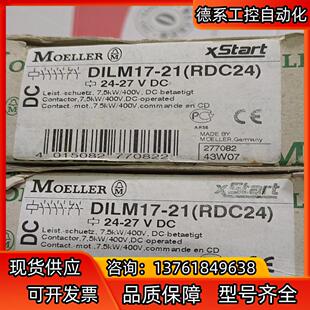 德系工控自动化
MOELLER
xStart
DC
DILM17-21(RDC24)
24-27 V DC
Leist.-schuetz, 7,5kW/400V, DC betaetigt
Contactor,7,5kW/400V,DC operated
Contact.-mot.,7,5kW/400V,commande en CD
4 015082 770822
MADE BY
MOELLER,Germany
277082
43W07
MOELLER
xStart
DC
DILM17-21(RDC24)
24-27 V DC
Leist.-schuetz, 7,5kW/400V, DC betaetigt
Contactor,7,5kW/400V,DC operated
Contact.-mot.,7,5kW/400V,commande en CD
现货供应
咨询：13761849638
可开发票
品质保障
型号齐全